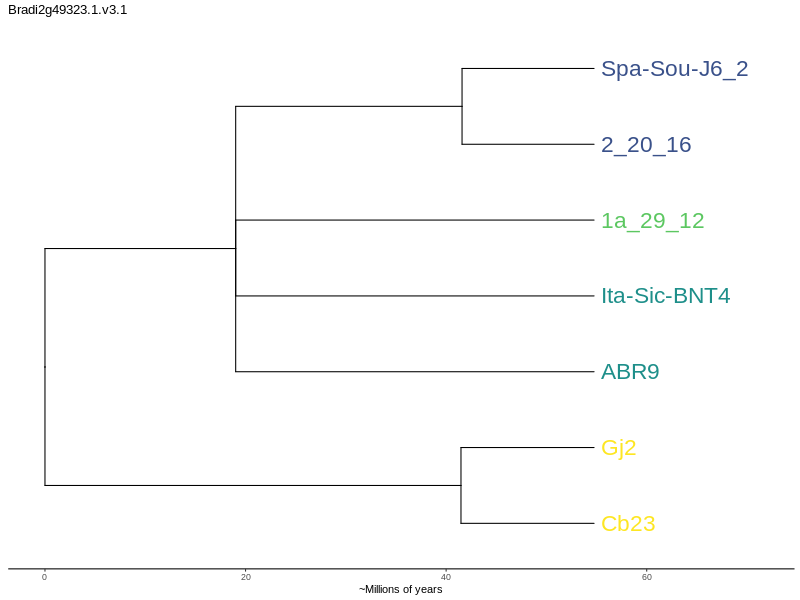 Bradi2g49323.1.v3.1
Spa-Sou-J6_2
2_20_16
1a_29_12
Ita-Sic-BNT4
ABR9
Gj2
Cb23
0 20 40 60
~Millions of years